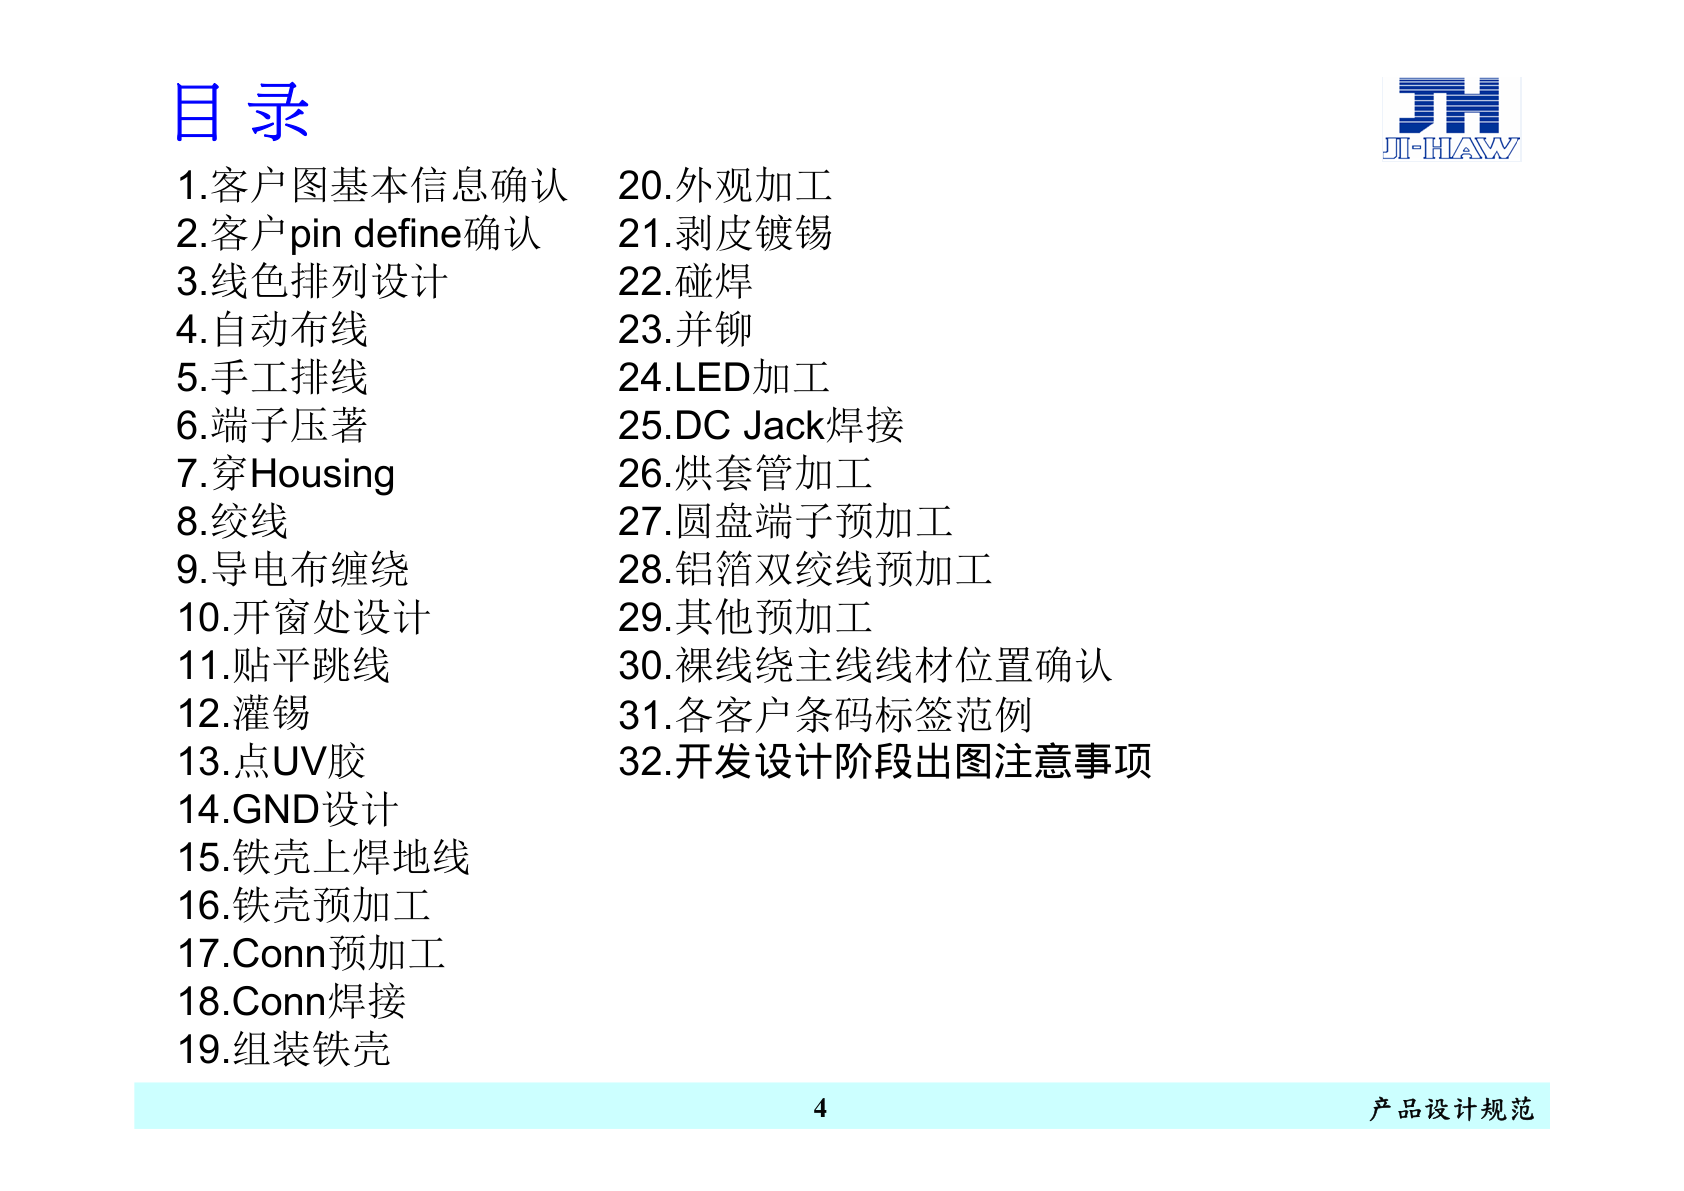 目 录
JH
JI-HAW
1.客户图基本信息确认
2.客户pin define确认
3.线色排列设计
4.自动布线
5.手工排线
6.端子压著
7.穿Housing
8.绞线
9.导电布缠绕
10.开窗处设计
11.贴平跳线
12.灌锡
13.点UV胶
14.GND设计
15.铁壳上焊地线
16.铁壳预加工
17.Conn预加工
18.Conn焊接
19.组装铁壳
20.外观加工
21.剥皮镀锡
22.碰焊
23.并铆
24.LED加工
25.DC Jack焊接
26.烘套管加工
27.圆盘端子预加工
28.铝箔双绞线预加工
29.其他预加工
30.裸线绕主线线材位置确认
31.各客户条码标签范例
32.开发设计阶段出图注意事项
4
产品设计规范